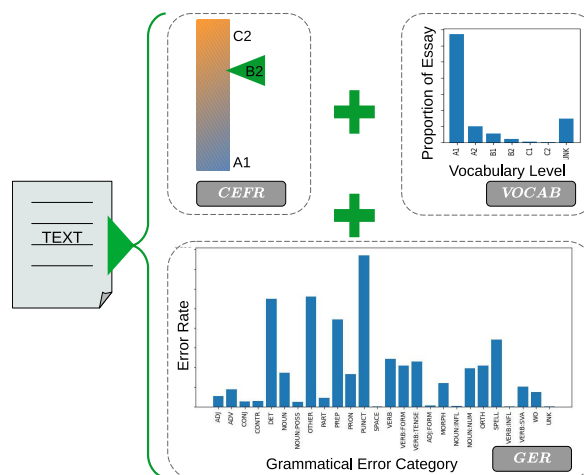 TEXT
C2
B2
A1
CEFR
Proportion of Essay
A1
A2
B1
B2
C1
C2
UNK
Vocabulary Level
VOCAB
Error Rate
ADJ
ADV
CONJ
CONTR
DET
NOUN
NOUN:POSS
OTHER
PART
PREP
PRON
PUNCT
SPACE
VERB
VERB:FORM
VERB:TENSE
ADJ:FORM
MORPH
NOUN:INFL
NOUN:NUM
ORTH
SPELL
VERB:INFL
VERB:SVA
WO
UNK
Grammatical Error Category
GER